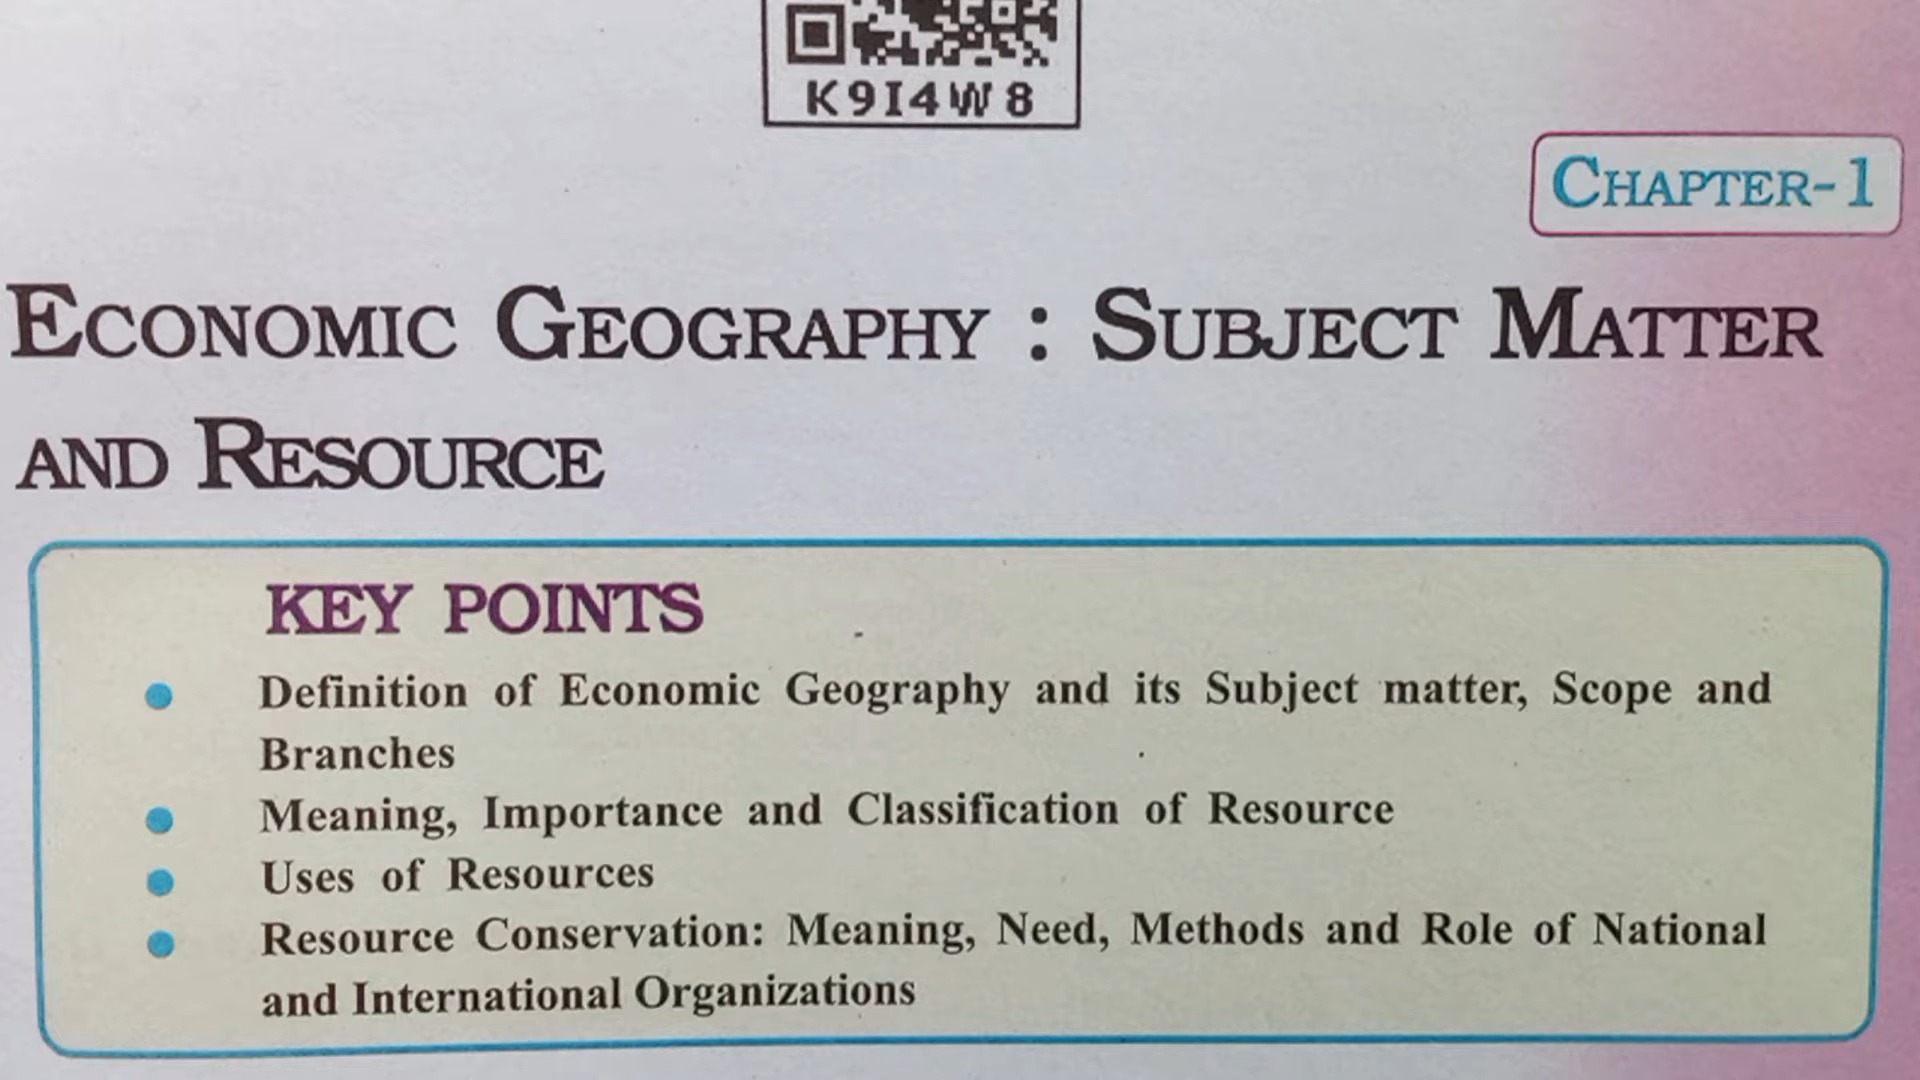 K9I4W8
CHAPTER-1
ECONOMIC GEOGRAPHY : SUBJECT MATTER
AND RESOURCE
KEY POINTS
● Definition of Economic Geography and its Subject matter, Scope and
Branches
● Meaning, Importance and Classification of Resource
● Uses of Resources
● Resource Conservation: Meaning, Need, Methods and Role of National
and International Organizations